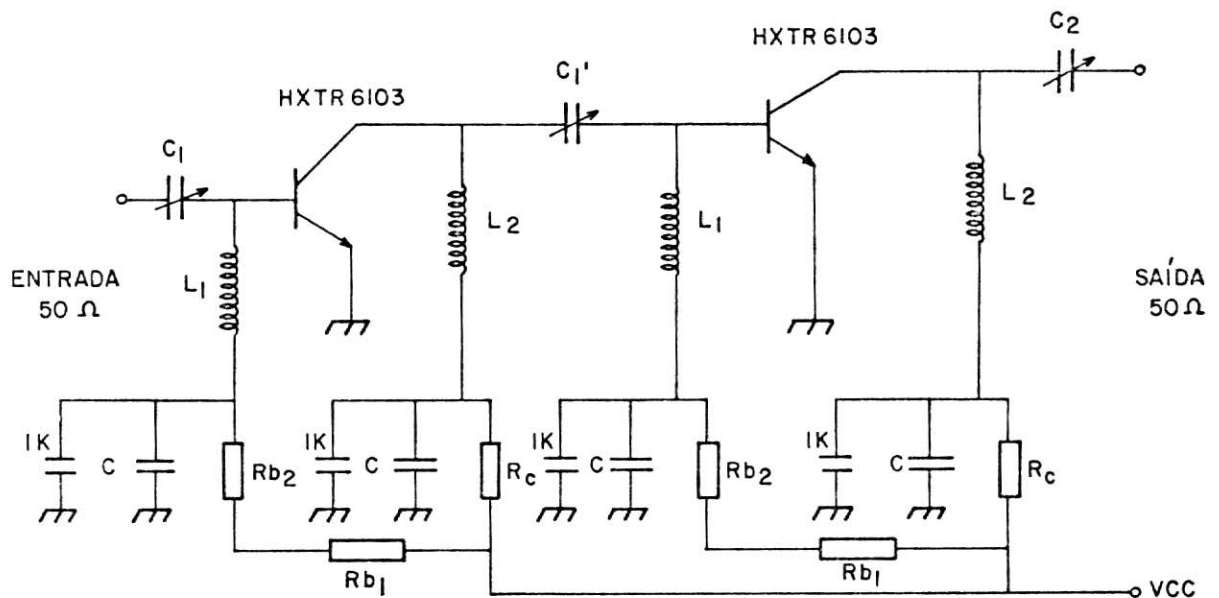 C2
HXTR 6103
C1'
HXTR 6103
C1
L2
L1
L2
ENTRADA
50 Ω
L1
SAÍDA
50 Ω
1K
C
Rb2
1K
C
Rc
1K
C
Rb2
1K
C
Rc
Rb1
Rb1
VCC